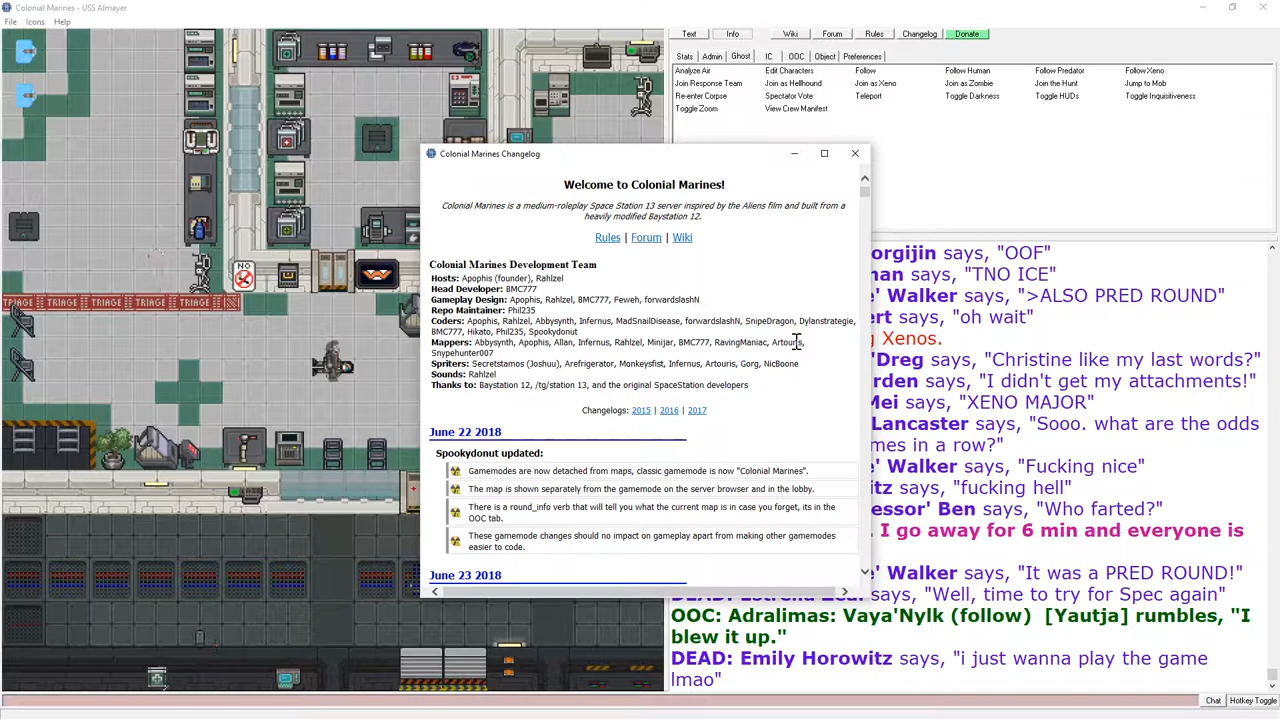 Colonial Marines - USS Almayer
File Icons Help
Text Info Wiki Forum Rules Changelog Donate
Stats Admin Ghost IC OOC Object Preferences
Analyze Air Edit Characters Follow Follow Human Follow Predator Follow Xeno
Join Response Team Join as Hellhound Join as Xeno Join as Zombie Join the Hunt Jump to Mob
Re-enter Corpse Spectator Vote Teleport Toggle Darkness Toggle HUDs Toggle Inquisitiveness
Toggle Zoom View Crew Manifest
NO
TRIAGE TRIAGE TRIAGE TRIAGE
Colonial Marines Changelog
Welcome to Colonial Marines!
Colonial Marines is a medium-roleplay Space Station 13 server inspired by the Aliens film and built from a
heavily modified Baystation 12.
Rules | Forum | Wiki
Colonial Marines Development Team
Hosts: Apophis (founder), Rahlzel
Head Developer: BMC777
Gameplay Design: Apophis, Rahlzel, BMC777, Feweh, forwardslashN
Repo Maintainer: Phil235
Coders: Apophis, Rahlzel, Abbysynth, Infernus, MadSnailDisease, forwardslashN, SnipeDragon, Dylanstrategie,
BMC777, Hikato, Phil235, Spookydonut
Mappers: Abbysynth, Apophis, Allan, Infernus, Rahlzel, Minijar, BMC777, RavingManiac, Artouris,
Snypehunter007
Spriters: Secretstamos (Joshuu), Arefrigerator, Monkeysfist, Infernus, Artouris, Gorg, NicBoone
Sounds: Rahlzel
Thanks to: Baystation 12, /tg/station 13, and the original SpaceStation developers
Changelogs: 2015 | 2016 | 2017
June 22 2018
Spookydonut updated:
Gamemodes are now detached from maps, classic gamemode is now "Colonial Marines".
The map is shown separately from the gamemode on the server browser and in the lobby.
There is a round_info verb that will tell you what the current map is in case you forget, its in the
OOC tab.
These gamemode changes should no impact on gameplay apart from making other gamemodes
easier to code.
June 23 2018
orgijin says, "OOF"
nan says, "TNO ICE"
e' Walker says, ">ALSO PRED ROUND"
ert says, "oh wait"
g Xenos.
'Dreg says, "Christine like my last words?"
rden says, "I didn't get my attachments!"
Mei says, "XENO MAJOR"
Lancaster says, "Sooo. what are the odds
mes in a row?"
e' Walker says, "Fucking nice"
itz says, "fucking hell"
essor' Ben says, "Who farted?"
. I go away for 6 min and everyone is
e' Walker says, "It was a PRED ROUND!"
says, "Well, time to try for Spec again"
OOC: Adralimas: Vaya'Nylk (follow) [Yautja] rumbles, "I
blew it up."
DEAD: Emily Horowitz says, "i just wanna play the game
lmao"
Chat Hotkey Toggle